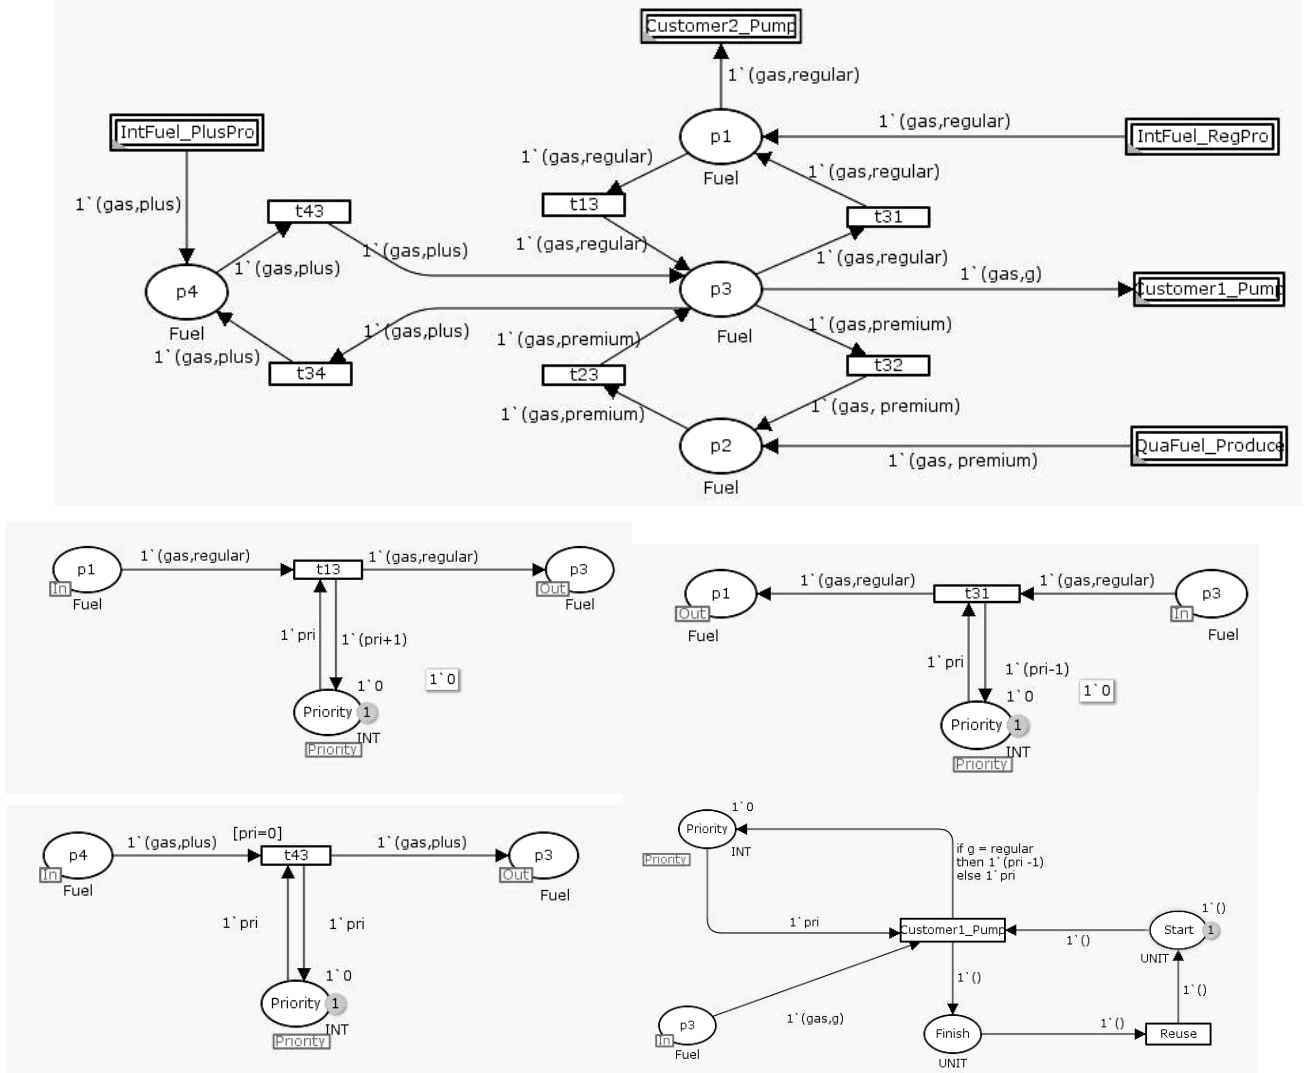 Customer2_Pump
1`(gas,regular)
IntFuel_PlusPro
p1
1`(gas,regular)
IntFuel_RegPro
1`(gas,regular)
Fuel
1`(gas,regular)
1`(gas,plus)
t43
t13
t31
1`(gas,plus)
1`(gas,regular)
1`(gas,regular)
1`(gas,plus)
1`(gas,g)
p4
p3
Customer1_Pump
Fuel
1`(gas,plus)
1`(gas,premium)
Fuel
1`(gas,premium)
1`(gas,plus)
t34
t23
t32
1`(gas,premium)
1`(gas, premium)
p2
QuaFuel_Produce
1`(gas, premium)
Fuel
p1
1`(gas,regular)
t13
1`(gas,regular)
p3
In
Fuel
Out
Fuel
1`pri
1`(pri+1)
1`0
1`0
Priority
1
INT
Priority
p1
1`(gas,regular)
t31
1`(gas,regular)
p3
Out
Fuel
In
Fuel
1`pri
1`(pri-1)
1`0
1`0
Priority
1
INT
Priority
p4
1`(gas,plus)
[pri=0]
t43
1`(gas,plus)
p3
In
Fuel
Out
Fuel
1`pri
1`pri
1`0
Priority
1
INT
Priority
1`0
Priority
INT
Priority
if g = regular
then 1`(pri -1)
else 1`pri
1`pri
Customer1_Pump
1`()
1`()
Start
1
UNIT
1`()
1`()
p3
In
Fuel
1`(gas,g)
Finish
UNIT
1`()
Reuse